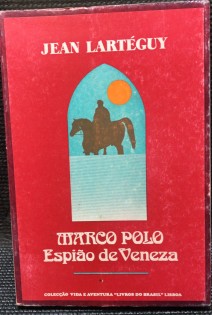 JEAN LARTÉGUY
MARCO POLO
Espião de Veneza
COLECÇÃO VIDA E AVENTURA "LIVROS DO BRASIL" LISBOA